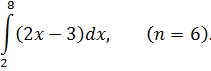 ∫₂⁸ (2x − 3)dx, (n = 6).